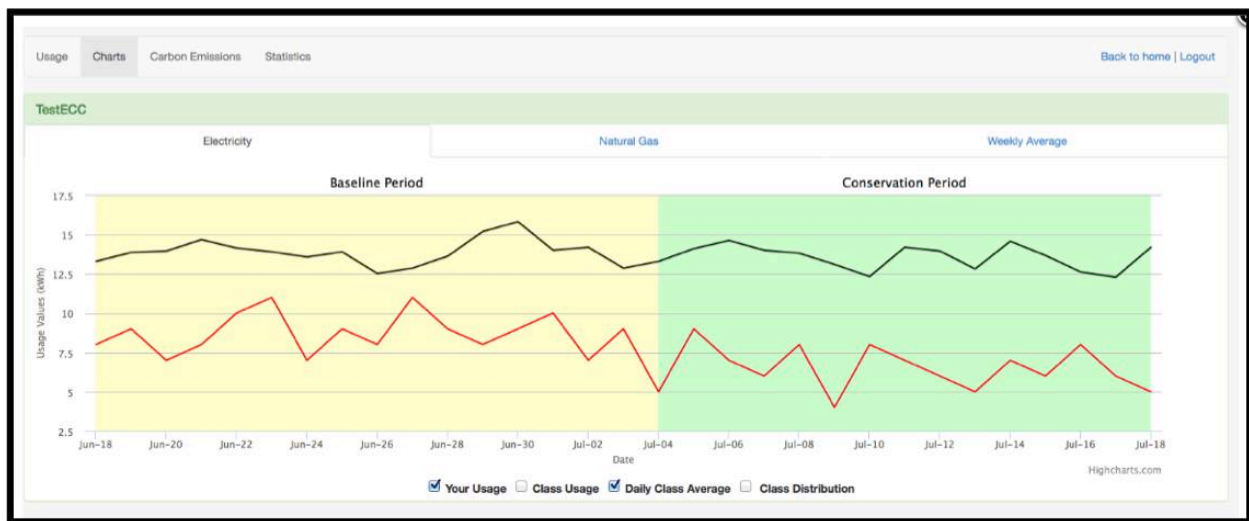 Usage Charts Carbon Emissions Statistics Back to home | Logout
TestECC
Electricity Natural Gas Weekly Average
Baseline Period Conservation Period
17.5
15
12.5
10
7.5
5
2.5
Usage Values (kWh)
Jun-18 Jun-20 Jun-22 Jun-24 Jun-26 Jun-28 Jun-30 Jul-02 Jul-04 Jul-06 Jul-08 Jul-10 Jul-12 Jul-14 Jul-16 Jul-18
Date
Highcharts.com
Your Usage Class Usage Daily Class Average Class Distribution